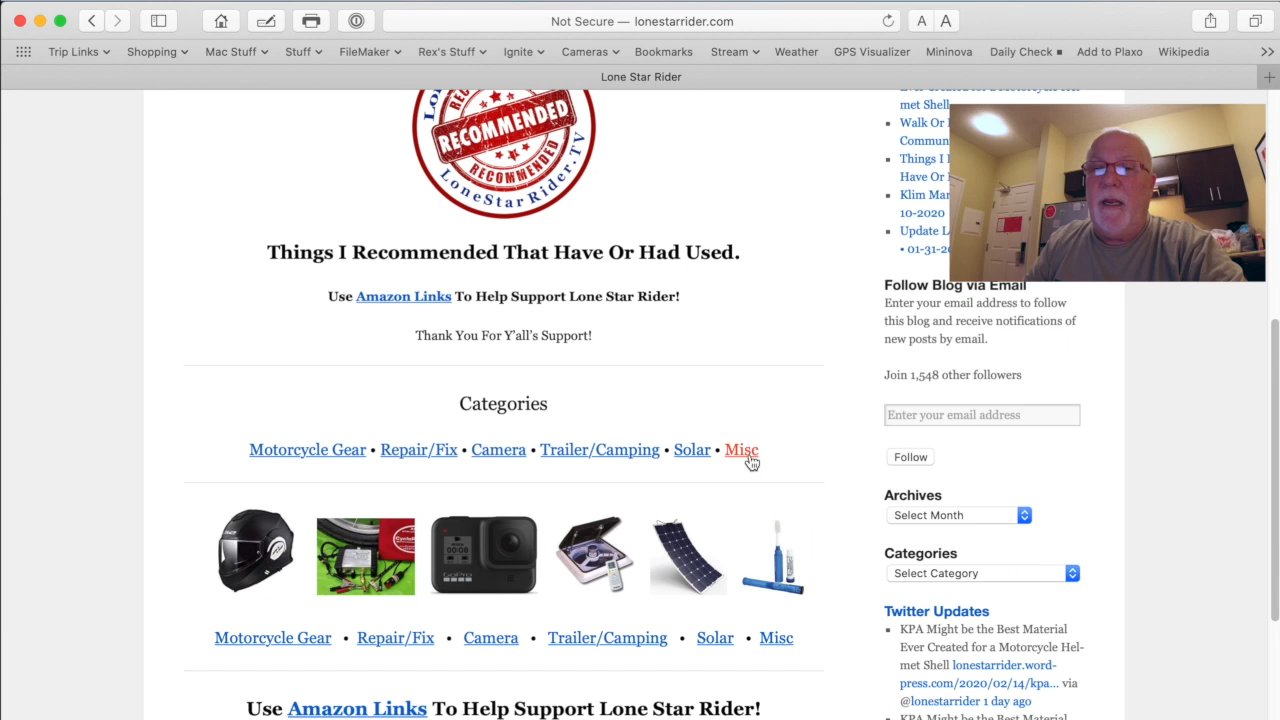 Not Secure — lonestarrider.com
A A
Trip Links Shopping Mac Stuff Stuff FileMaker Rex's Stuff Ignite Cameras Bookmarks Stream Weather GPS Visualizer Mininova Daily Check Add to Plaxo Wikipedia
Lone Star Rider
RECOMMENDED
RECOMMENDED
LoneStarRider.TV
Things I Recommended That Have Or Had Used.
Use Amazon Links To Help Support Lone Star Rider!
Thank You For Y'all's Support!
Categories
Motorcycle Gear • Repair/Fix • Camera • Trailer/Camping • Solar • Misc
GoPro
Motorcycle Gear • Repair/Fix • Camera • Trailer/Camping • Solar • Misc
Use Amazon Links To Help Support Lone Star Rider!
met Shell
Walk Or
Commun
Things I
Have Or
Klim Mar
10-2020
Update L
• 01-31-20
Follow Blog via Email
Enter your email address to follow
this blog and receive notifications of
new posts by email.
Join 1,548 other followers
Enter your email address
Follow
Archives
Select Month
Categories
Select Category
Twitter Updates
KPA Might be the Best Material
Ever Created for a Motorcycle Hel-
met Shell lonestarrider.word-
press.com/2020/02/14/kpa… via
@lonestarrider 1 day ago
KPA Might be the Best Material